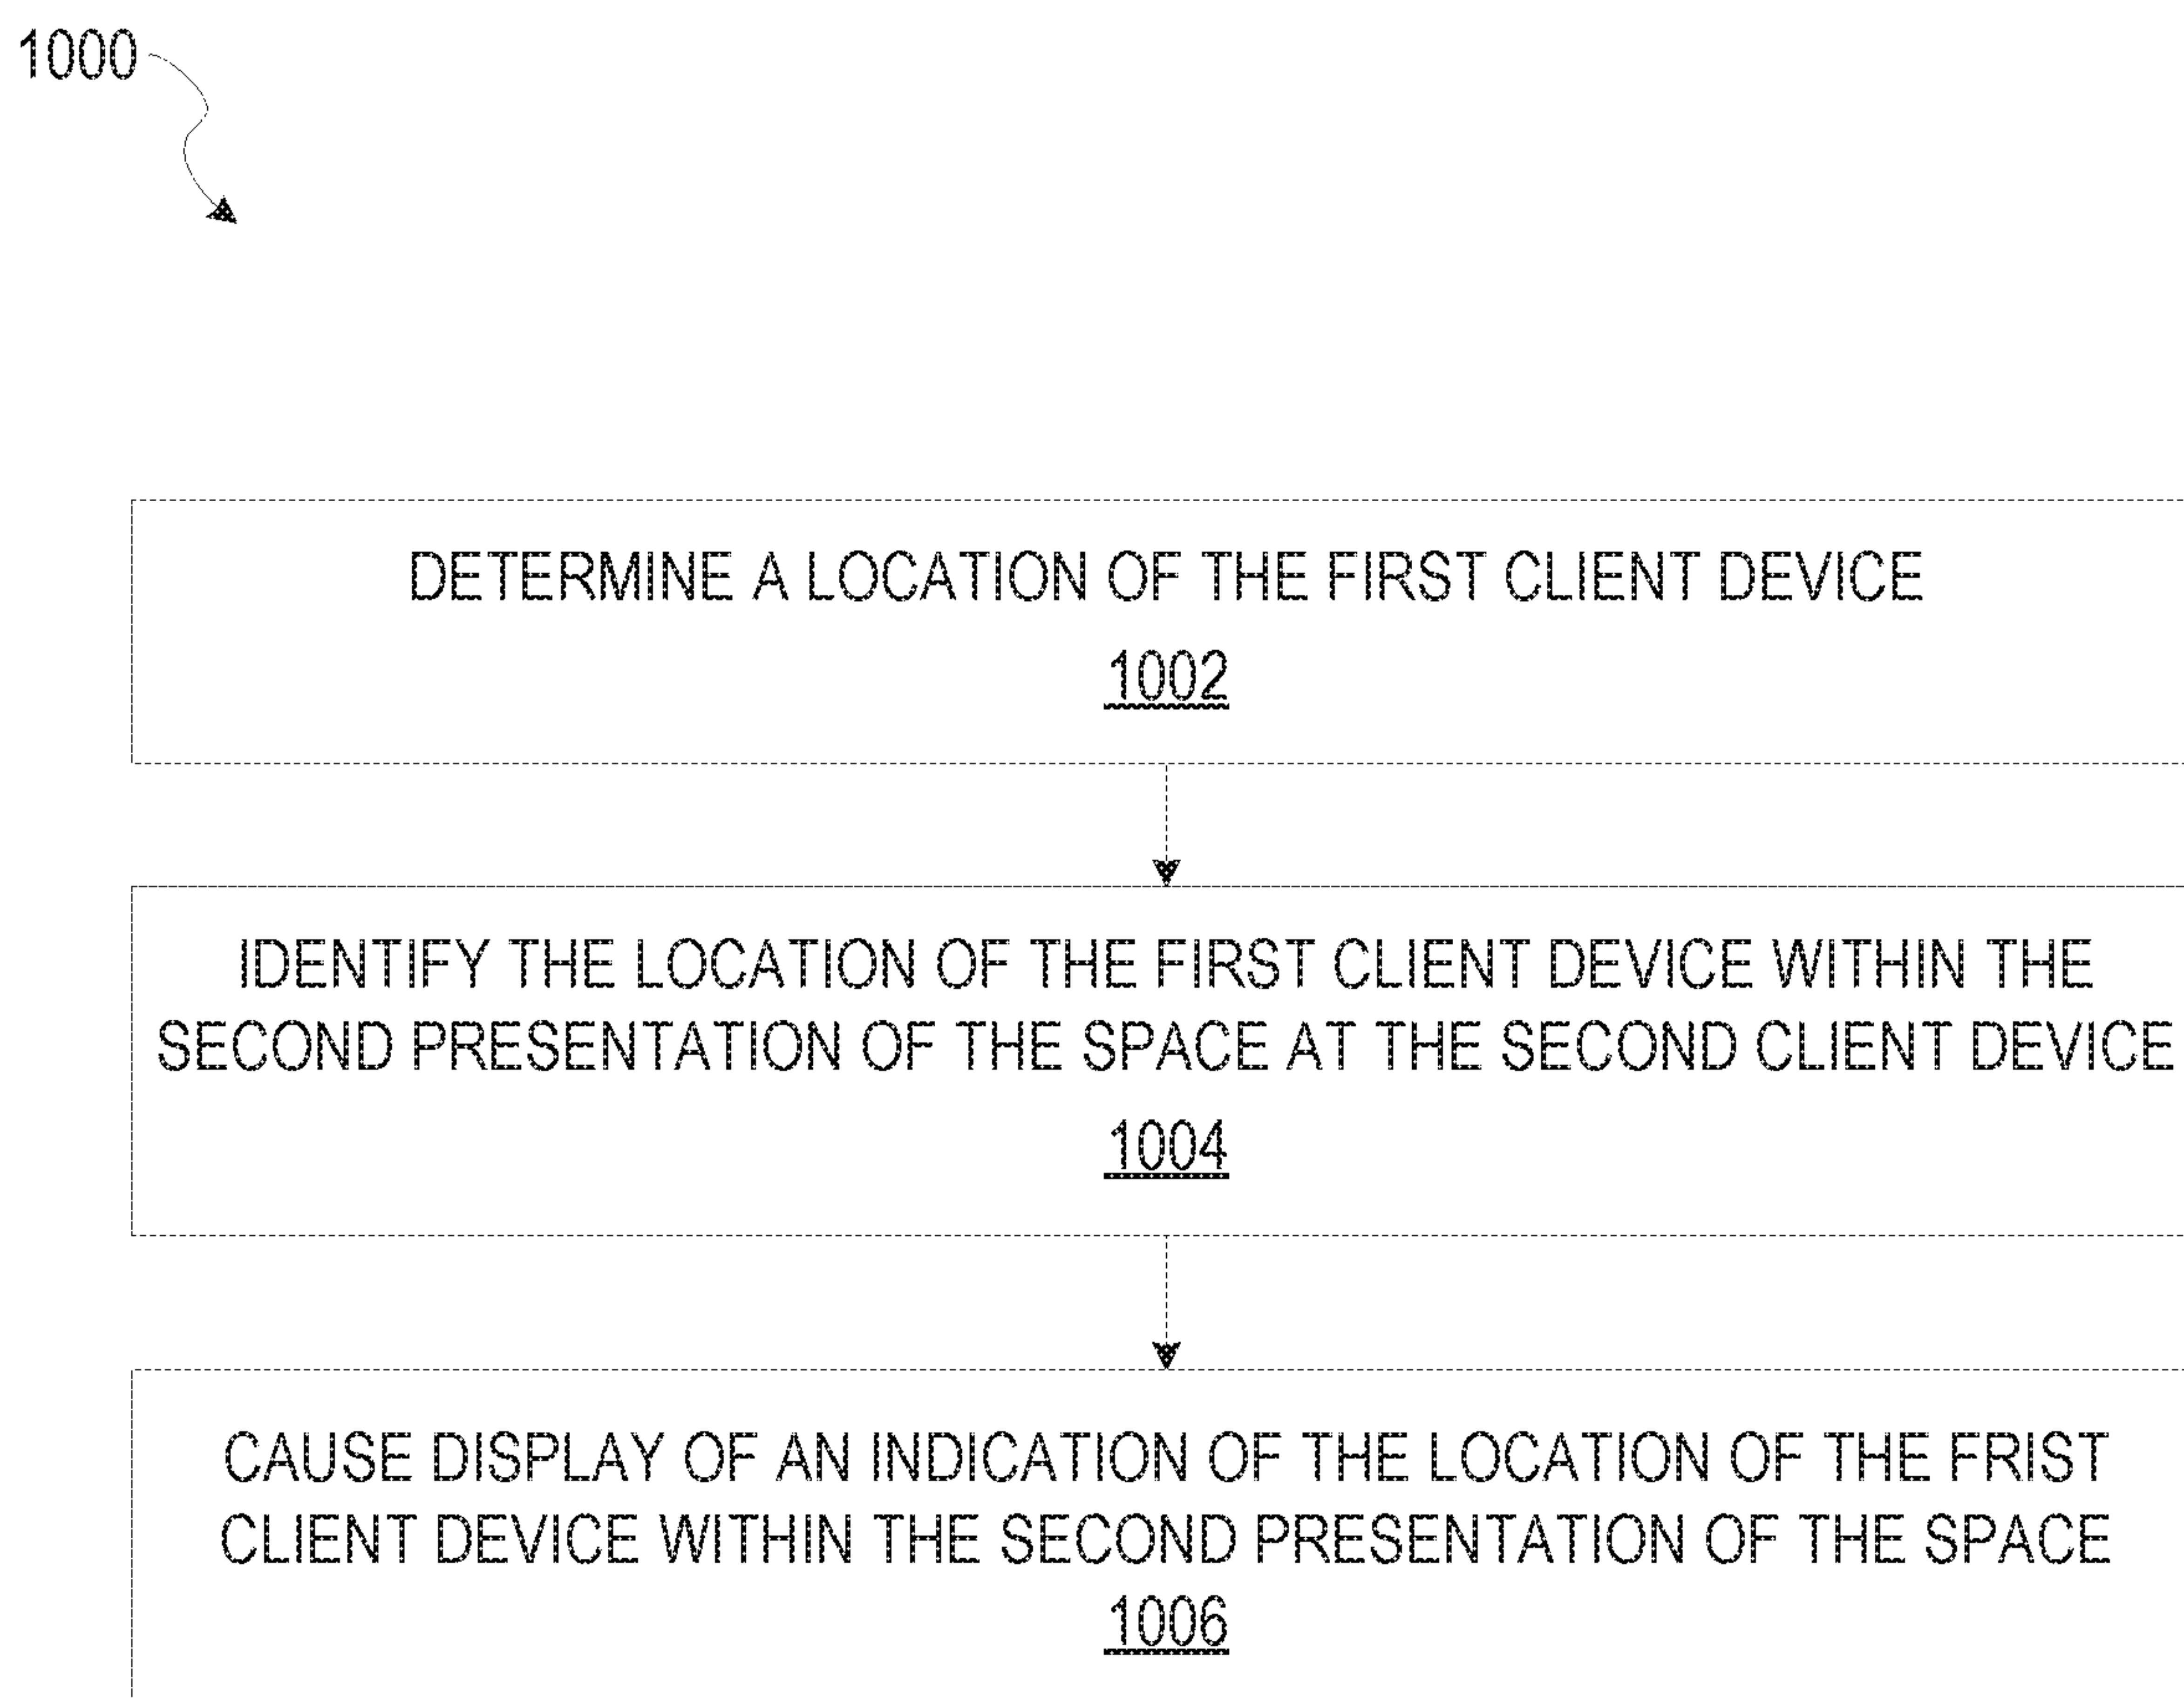 1000
DETERMINE A LOCATION OF THE FIRST CLIENT DEVICE
1002
IDENTIFY THE LOCATION OF THE FIRST CLIENT DEVICE WITHIN THE
SECOND PRESENTATION OF THE SPACE AT THE SECOND CLIENT DEVICE
1004
CAUSE DISPLAY OF AN INDICATION OF THE LOCATION OF THE FRIST
CLIENT DEVICE WITHIN THE SECOND PRESENTATION OF THE SPACE
1006